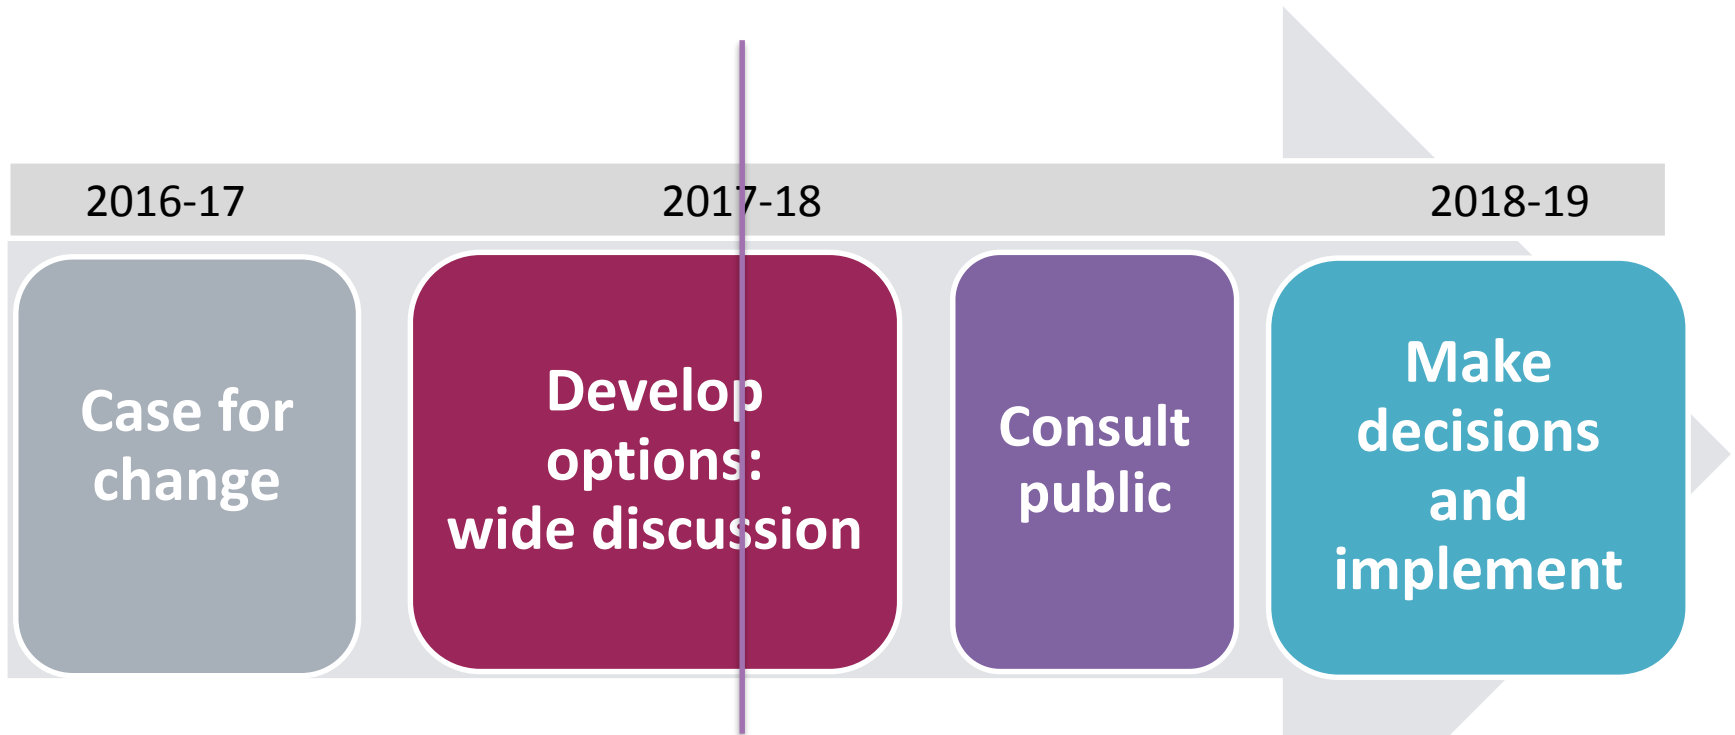 2016-17
2017-18
2018-19
Case for
change
Develop
options:
wide discussion
Consult
public
Make
decisions
and
implement